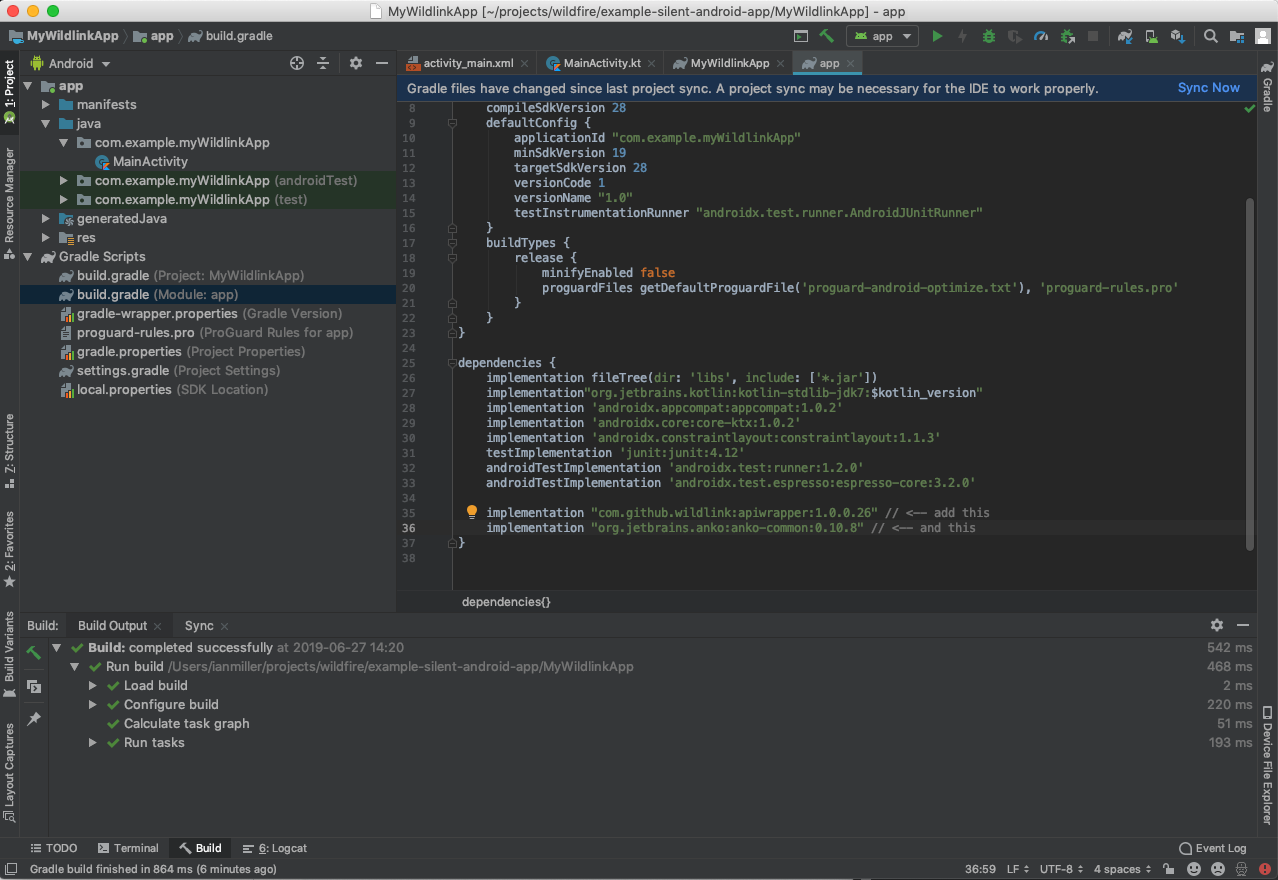 MyWildlinkApp [~/projects/wildfire/example-silent-android-app/MyWildlinkApp] - app
MyWildlinkApp app build.gradle app
Android
activity_main.xml MainActivity.kt MyWildlinkApp app
Gradle files have changed since last project sync. A project sync may be necessary for the IDE to work properly. Sync Now
1: Project
Resource Manager
Z: Structure
2: Favorites
Build Variants
Layout Captures
app
manifests
java
com.example.myWildlinkApp
MainActivity
com.example.myWildlinkApp (androidTest)
com.example.myWildlinkApp (test)
generatedJava
res
Gradle Scripts
build.gradle (Project: MyWildlinkApp)
build.gradle (Module: app)
gradle-wrapper.properties (Gradle Version)
proguard-rules.pro (ProGuard Rules for app)
gradle.properties (Project Properties)
settings.gradle (Project Settings)
local.properties (SDK Location)
8 compileSdkVersion 28
9 defaultConfig {
10 applicationId "com.example.myWildlinkApp"
11 minSdkVersion 19
12 targetSdkVersion 28
13 versionCode 1
14 versionName "1.0"
15 testInstrumentationRunner "androidx.test.runner.AndroidJUnitRunner"
16 }
17 buildTypes {
18 release {
19 minifyEnabled false
20 proguardFiles getDefaultProguardFile('proguard-android-optimize.txt'), 'proguard-rules.pro'
21 }
22 }
23 }
24
25 dependencies {
26 implementation fileTree(dir: 'libs', include: ['*.jar'])
27 implementation"org.jetbrains.kotlin:kotlin-stdlib-jdk7:$kotlin_version"
28 implementation 'androidx.appcompat:appcompat:1.0.2'
29 implementation 'androidx.core:core-ktx:1.0.2'
30 implementation 'androidx.constraintlayout:constraintlayout:1.1.3'
31 testImplementation 'junit:junit:4.12'
32 androidTestImplementation 'androidx.test:runner:1.2.0'
33 androidTestImplementation 'androidx.test.espresso:espresso-core:3.2.0'
34
35 implementation "com.github.wildlink:apiwrapper:1.0.0.26" // <-- add this
36 implementation "org.jetbrains.anko:anko-common:0.10.8" // <-- and this
37 }
38
dependencies{}
Gradle
Device File Explorer
Build: Build Output Sync
Build: completed successfully at 2019-06-27 14:20 542 ms
Run build /Users/ianmiller/projects/wildfire/example-silent-android-app/MyWildlinkApp 468 ms
Load build 2 ms
Configure build 220 ms
Calculate task graph 51 ms
Run tasks 193 ms
TODO Terminal Build 6: Logcat Event Log
Gradle build finished in 864 ms (6 minutes ago) 36:59 LF UTF-8 4 spaces